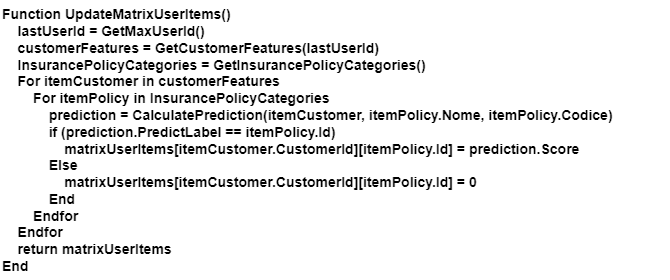 Function UpdateMatrixUserItems()
lastUserId = GetMaxUserId()
customerFeatures = GetCustomerFeatures(lastUserId)
InsurancePolicyCategories = GetInsurancePolicyCategories()
For itemCustomer in customerFeatures
For itemPolicy in InsurancePolicyCategories
prediction = CalculatePrediction(itemCustomer, itemPolicy.Nome, itemPolicy.Codice)
if (prediction.PredictLabel == itemPolicy.Id)
matrixUserItems[itemCustomer.CustomerId][itemPolicy.Id] = prediction.Score
Else
matrixUserItems[itemCustomer.CustomerId][itemPolicy.Id] = 0
End
Endfor
Endfor
return matrixUserItems
End